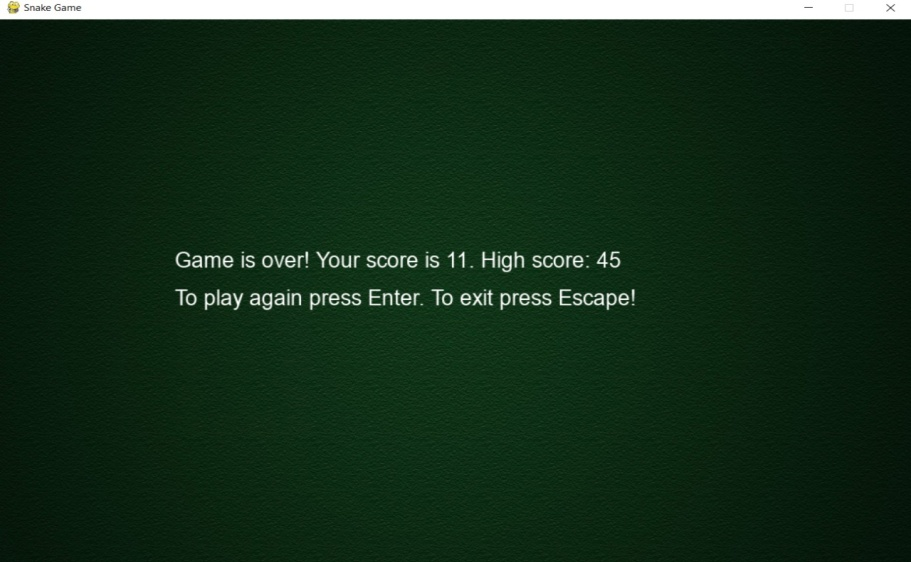 Snake Game
Game is over! Your score is 11. High score: 45
To play again press Enter. To exit press Escape!